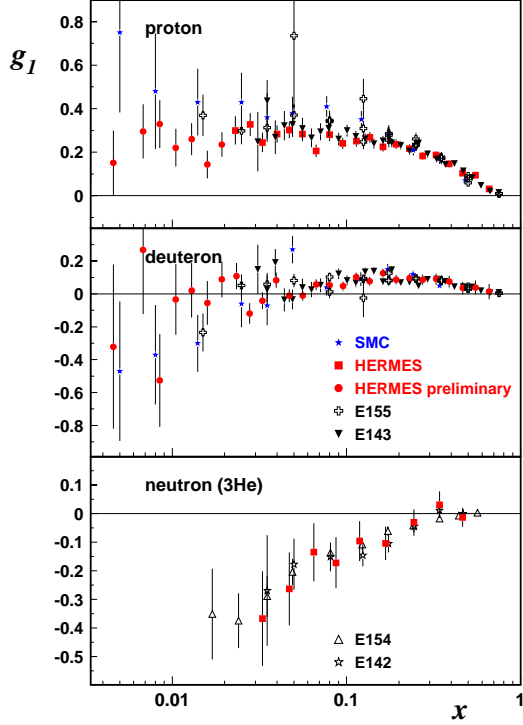 g1
0.8
0.6
0.4
0.2
0
proton
0.2
0
-0.2
-0.4
-0.6
-0.8
deuteron
SMC
HERMES
HERMES preliminary
E155
E143
0.1
0
-0.1
-0.2
-0.3
-0.4
-0.5
-0.6
neutron (3He)
E154
E142
0.01
0.1
1
x